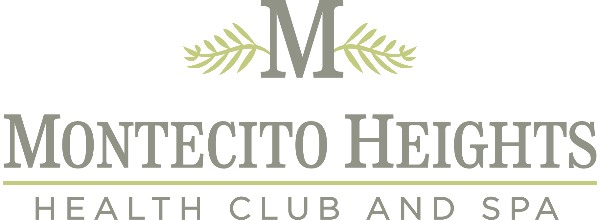 M
MONTECITO HEIGHTS
HEALTH CLUB AND SPA